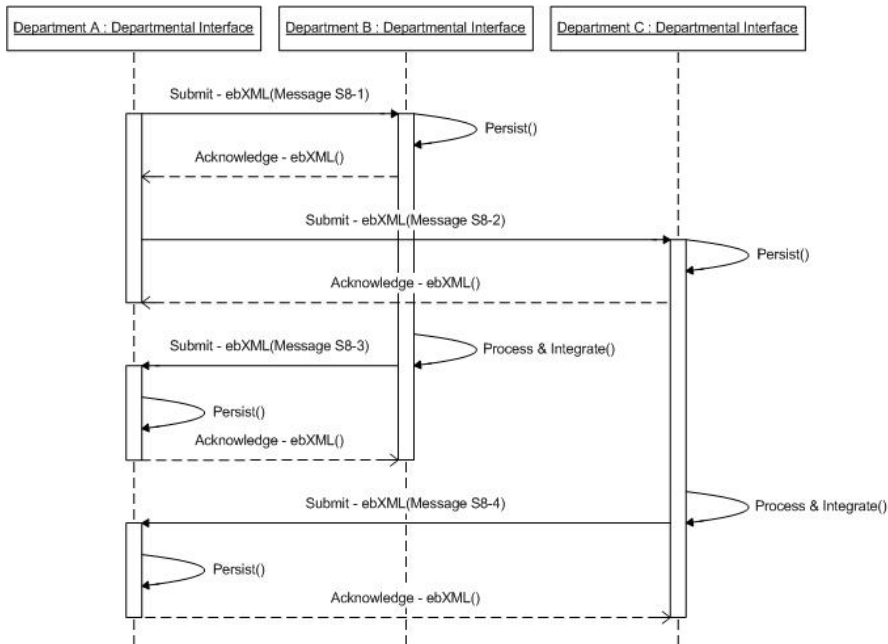 Department A : Departmental Interface
Department B : Departmental Interface
Department C : Departmental Interface
Submit - ebXML(Message S8-1)
Persist()
Acknowledge - ebXML()
Submit - ebXML(Message S8-2)
Persist()
Acknowledge - ebXML()
Submit - ebXML(Message S8-3)
Process & Integrate()
Persist()
Acknowledge - ebXML()
Submit - ebXML(Message S8-4)
Process & Integrate()
Persist()
Acknowledge - ebXML()